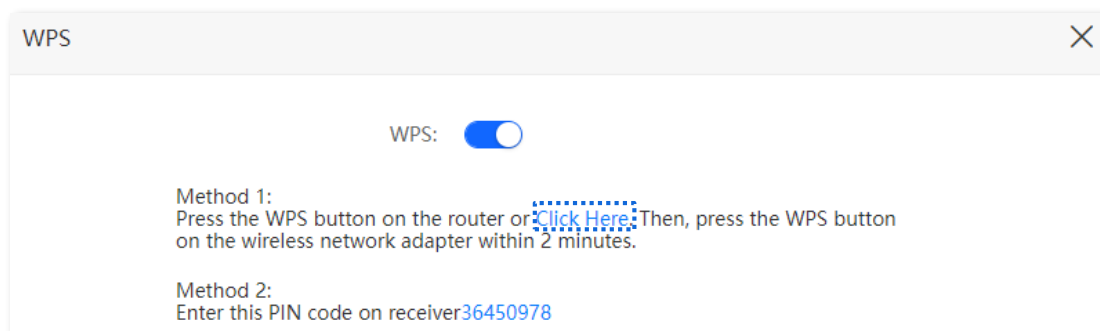 WPS
WPS:
Method 1:
Press the WPS button on the router or Click Here. Then, press the WPS button
on the wireless network adapter within 2 minutes.
Method 2:
Enter this PIN code on receiver36450978